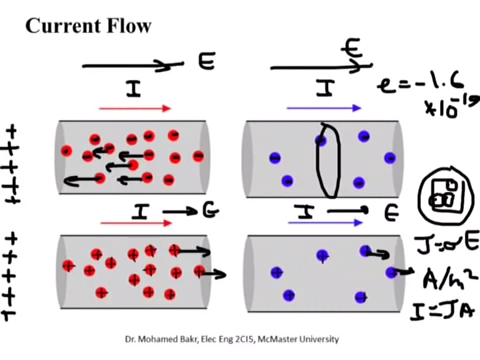 Current Flow
E
E
I
I
e = -1.6
*10^-19
+ + + +
I
E
I
E
J = σE
A/m²
I = JA
+ + + + +
Dr. Mohamed Bakr, Elec Eng 2CI5, McMaster University